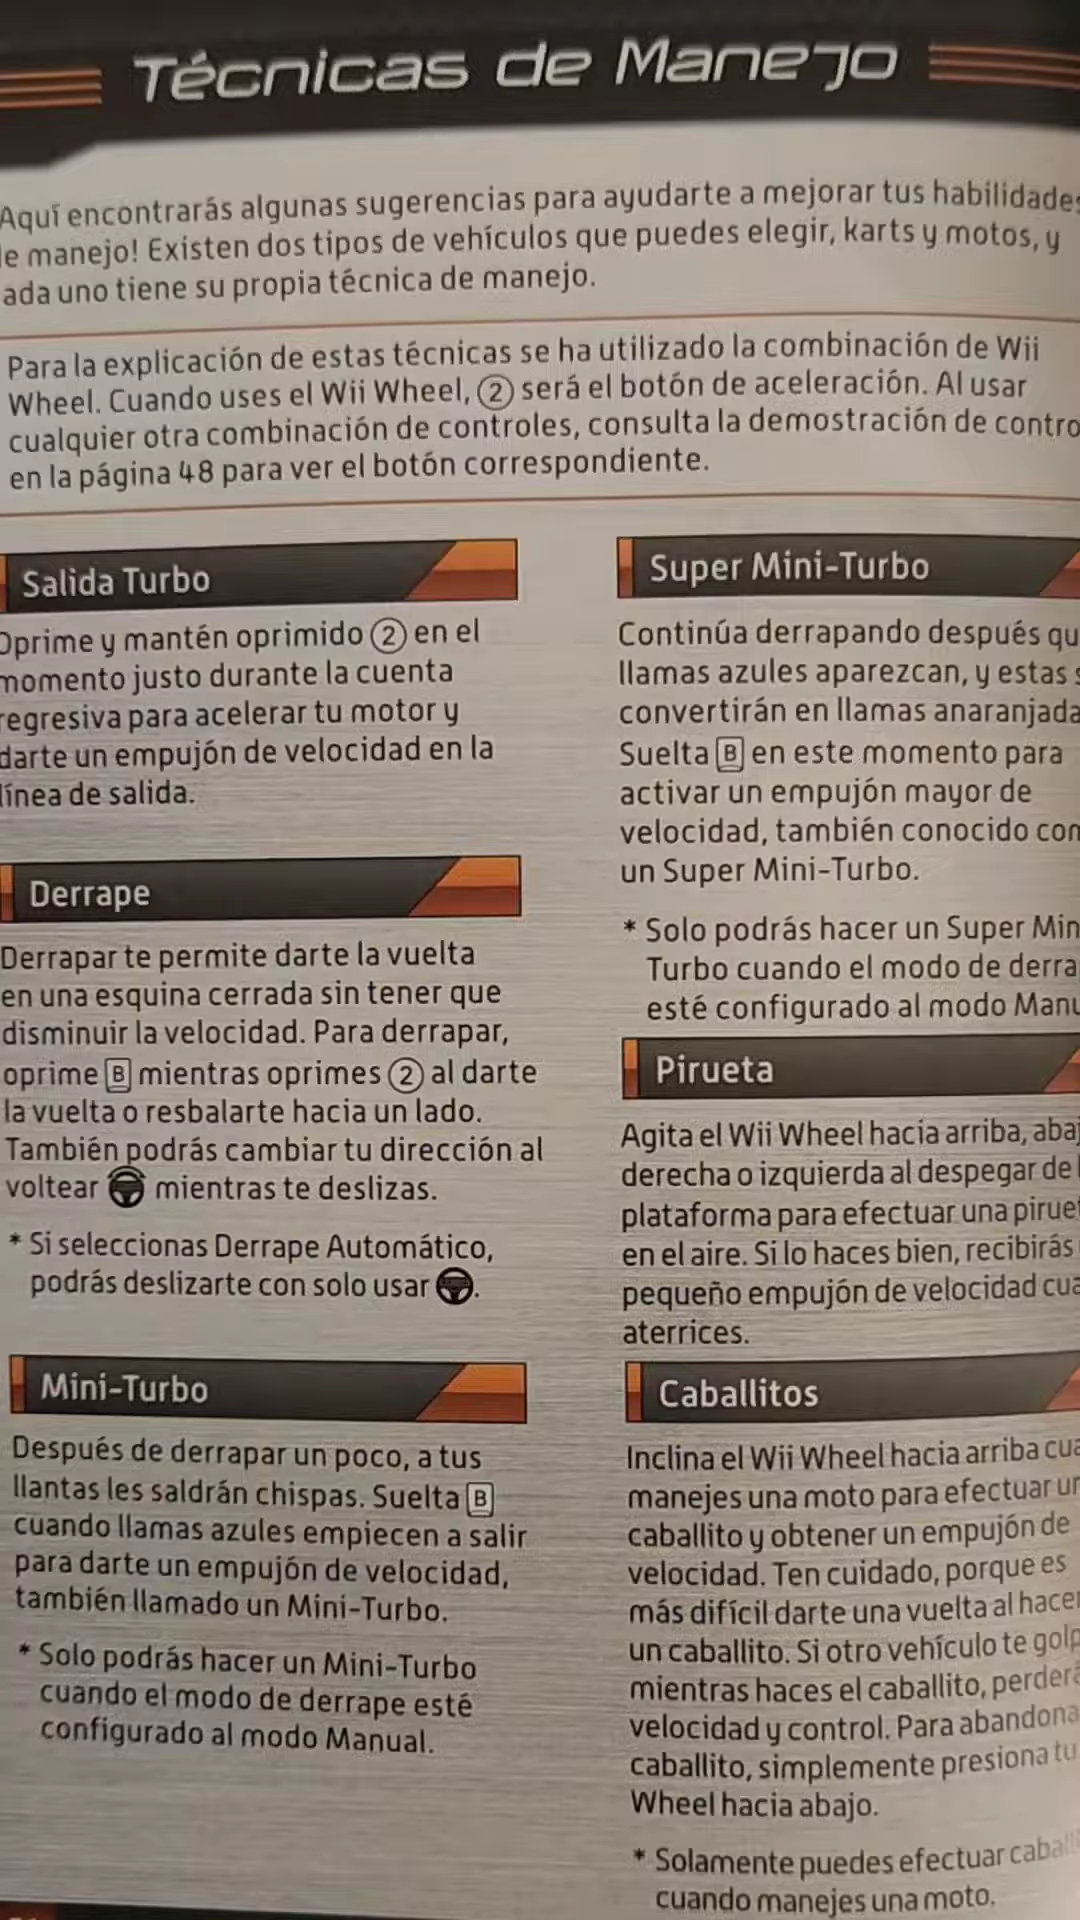 Técnicas de Manejo
Aquí encontrarás algunas sugerencias para ayudarte a mejorar tus habilidades
de manejo! Existen dos tipos de vehículos que puedes elegir, karts y motos, y
cada uno tiene su propia técnica de manejo.
Para la explicación de estas técnicas se ha utilizado la combinación de Wii
Wheel. Cuando uses el Wii Wheel, ② será el botón de aceleración. Al usar
cualquier otra combinación de controles, consulta la demostración de contro
en la página 48 para ver el botón correspondiente.
Salida Turbo
Oprime y mantén oprimido ② en el
momento justo durante la cuenta
regresiva para acelerar tu motor y
darte un empujón de velocidad en la
línea de salida.
Derrape
Derrapar te permite darte la vuelta
en una esquina cerrada sin tener que
disminuir la velocidad. Para derrapar,
oprime B mientras oprimes ② al darte
la vuelta o resbalarte hacia un lado.
También podrás cambiar tu dirección al
voltear mientras te deslizas.
* Si seleccionas Derrape Automático,
podrás deslizarte con solo usar .
Mini-Turbo
Después de derrapar un poco, a tus
llantas les saldrán chispas. Suelta B
cuando llamas azules empiecen a salir
para darte un empujón de velocidad,
también llamado un Mini-Turbo.
* Solo podrás hacer un Mini-Turbo
cuando el modo de derrape esté
configurado al modo Manual.
Super Mini-Turbo
Continúa derrapando después qu
llamas azules aparezcan, y estas s
convertirán en llamas anaranjada
Suelta B en este momento para
activar un empujón mayor de
velocidad, también conocido com
un Super Mini-Turbo.
* Solo podrás hacer un Super Min
Turbo cuando el modo de derra
esté configurado al modo Manu
Pirueta
Agita el Wii Wheel hacia arriba, abaj
derecha o izquierda al despegar de
plataforma para efectuar una piruet
en el aire. Si lo haces bien, recibirás
pequeño empujón de velocidad cua
aterrices.
Caballitos
Inclina el Wii Wheel hacia arriba cua
manejes una moto para efectuar un
caballito y obtener un empujón de
velocidad. Ten cuidado, porque es
más difícil darte una vuelta al hacer
un caballito. Si otro vehículo te golp
mientras haces el caballito, perderá
velocidad y control. Para abandona
caballito, simplemente presiona tu
Wheel hacia abajo.
* Solamente puedes efectuar caball
cuando manejes una moto.